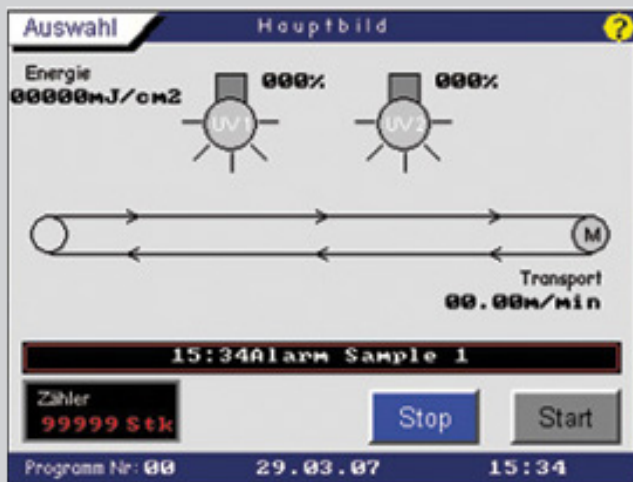 Auswahl Hauptbild ?
Energie
00000mJ/cm2
000% 000%
UV1 UV2
M
Transport
00.00m/min
15:34Alarm Sample 1
Zähler
99999 Stk
Stop Start
Programm Nr: 00 29.03.07 15:34